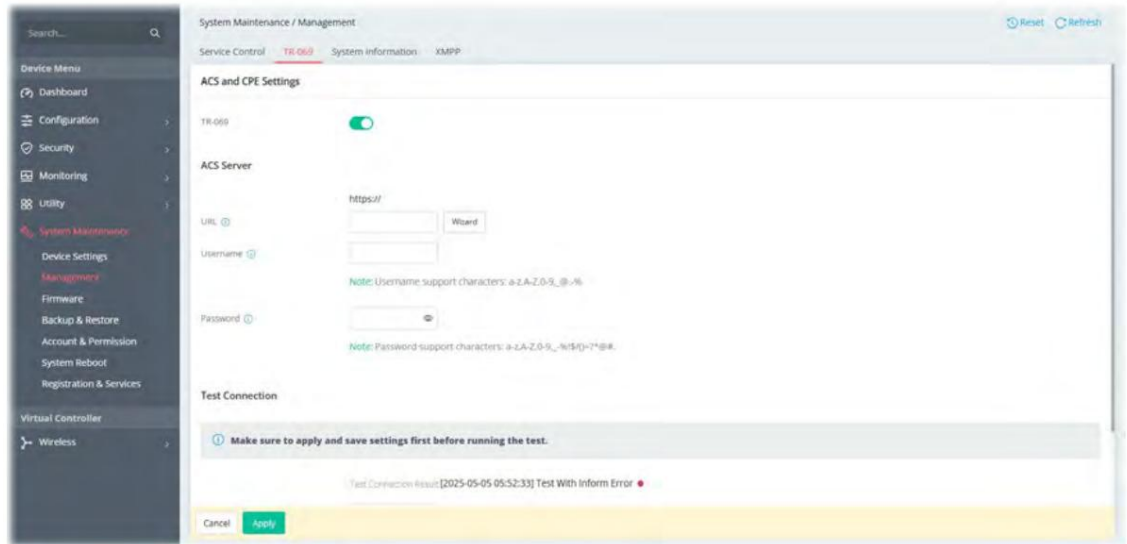 Search...
System Maintenance / Management
Reset
Refresh
Service Control
TR-069
System Information
XMPP
Device Menu
Dashboard
Configuration
Security
Monitoring
Utility
System Maintenance
Device Settings
Management
Firmware
Backup & Restore
Account & Permission
System Reboot
Registration & Services
Virtual Controller
Wireless
ACS and CPE Settings
TR-069
ACS Server
https://
URL
Wizard
Username
Note: Username support characters: a-z,A-Z,0-9,_@.-%
Password
Note: Password support characters:
Test Connection
Make sure to apply and save settings first before running the test.
Test Connection Result [2025-05-05 05:52:33] Test With Inform Error
Cancel
Apply